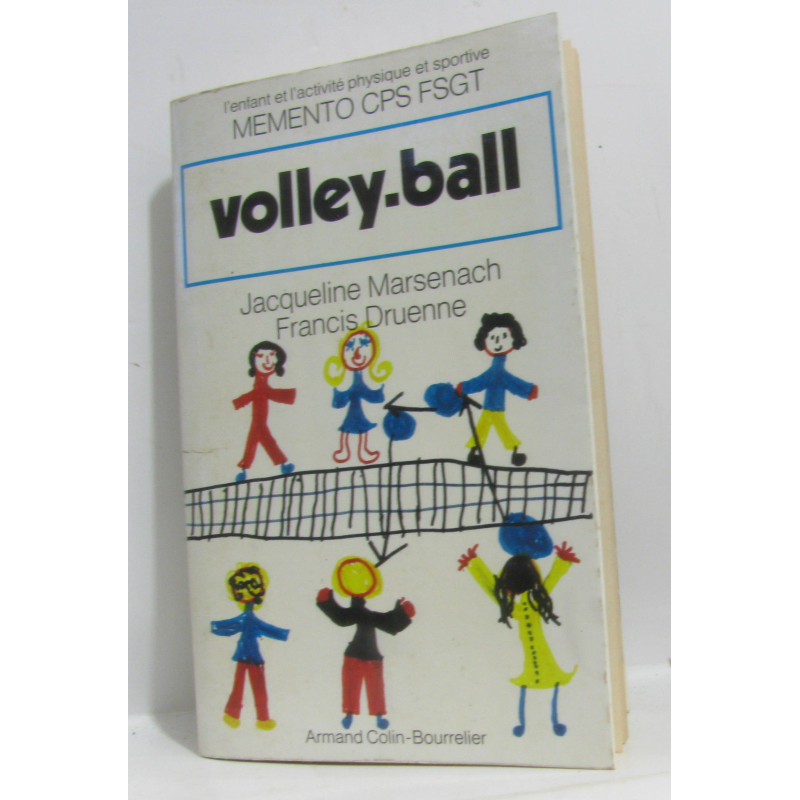 l'enfant et l'activité physique et sportive
MEMENTO CPS FSGT
volley-ball
Jacqueline Marsenach
Francis Druenne
Armand Colin-Bourrelier